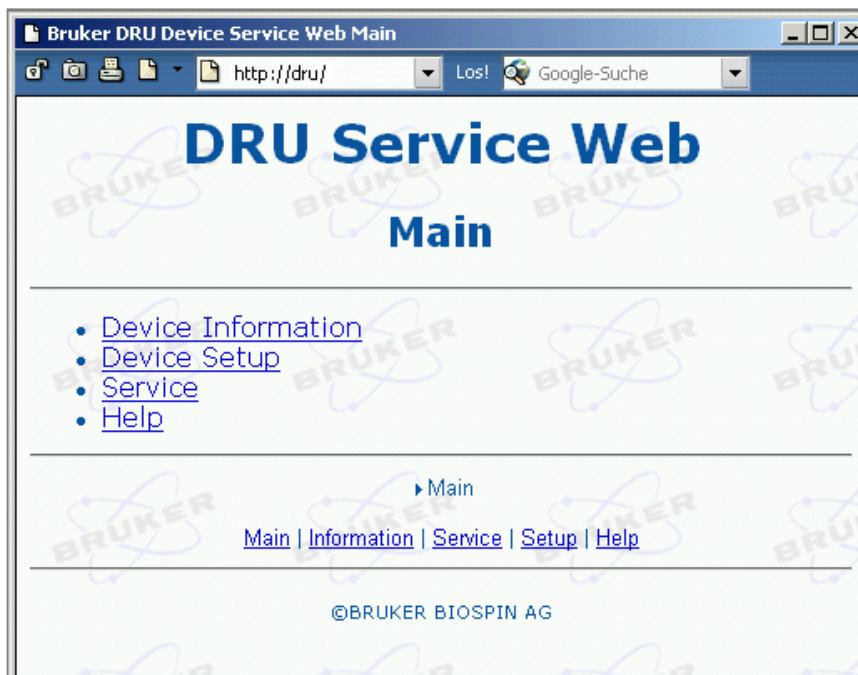 Bruker DRU Device Service Web Main
http://dru/ Los! Google-Suche
DRU Service Web
Main
Device Information
Device Setup
Service
Help
Main
Main | Information | Service | Setup | Help
©BRUKER BIOSPIN AG
BRUKER